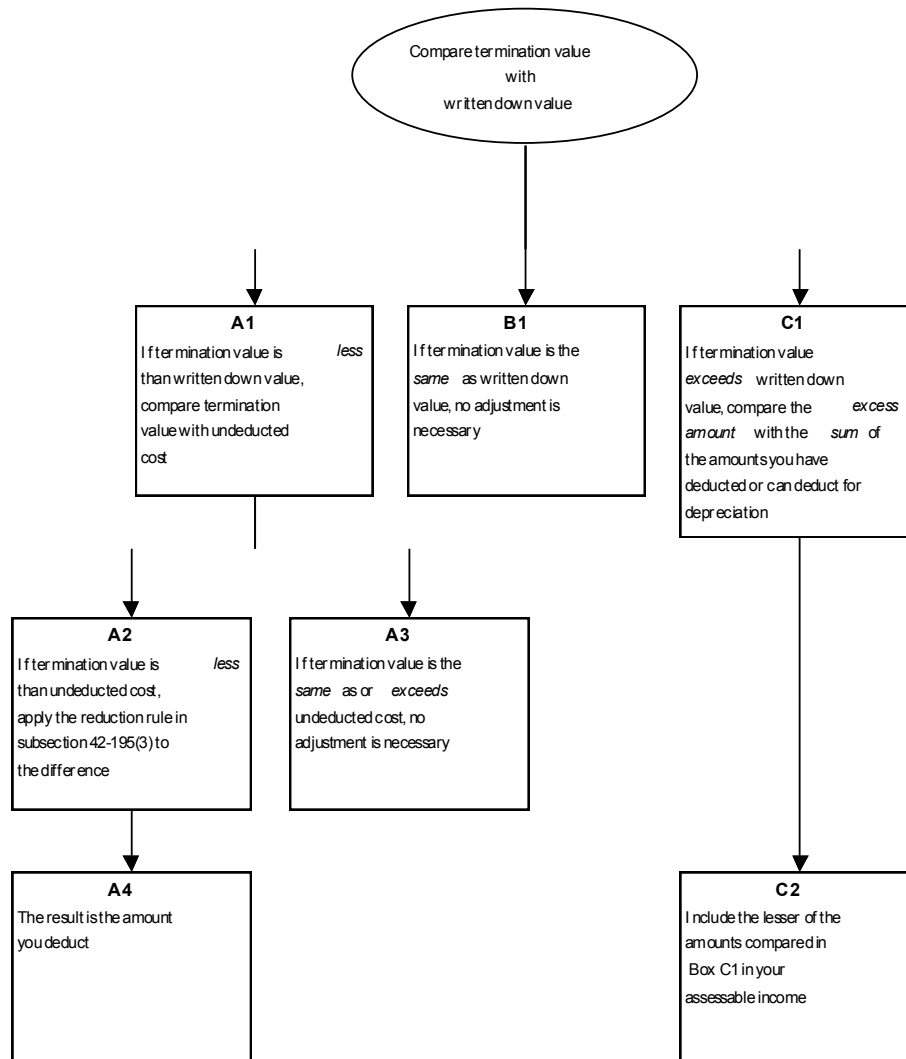 Compare termination value
with
written down value
A1
If termination value is less
than written down value,
compare termination
value with undeducted
cost
B1
If termination value is the
same as written down
value, no adjustment is
necessary
C1
If termination value
exceeds written down
value, compare the excess
amount with the sum of
the amounts you have
deducted or can deduct for
depreciation
A2
If termination value is less
than undeducted cost,
apply the reduction rule in
subsection 42-195(3) to
the difference
A3
If termination value is the
same as or exceeds
undeducted cost, no
adjustment is necessary
A4
The result is the amount
you deduct
C2
Include the lesser of the
amounts compared in
Box C1 in your
assessable income